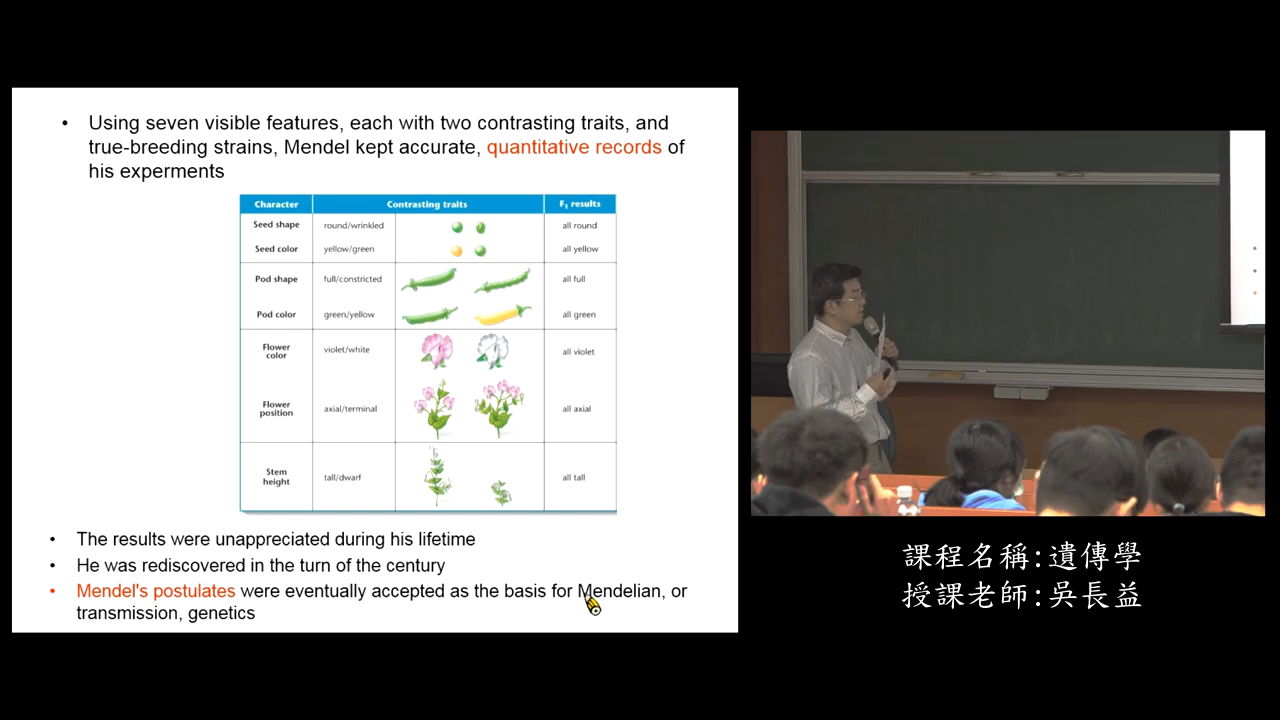 • Using seven visible features, each with two contrasting traits, and
true-breeding strains, Mendel kept accurate, quantitative records of
his experments
Character Contrasting traits F1 results
Seed shape round/wrinkled all round
Seed color yellow/green all yellow
Pod shape full/constricted all full
Pod color green/yellow all green
Flower
color violet/white all violet
Flower
position axial/terminal all axial
Stem
height tall/dwarf all tall
• The results were unappreciated during his lifetime
• He was rediscovered in the turn of the century
• Mendel's postulates were eventually accepted as the basis for Mendelian, or
transmission, genetics
課程名稱:遺傳學
授課老師:吳長益